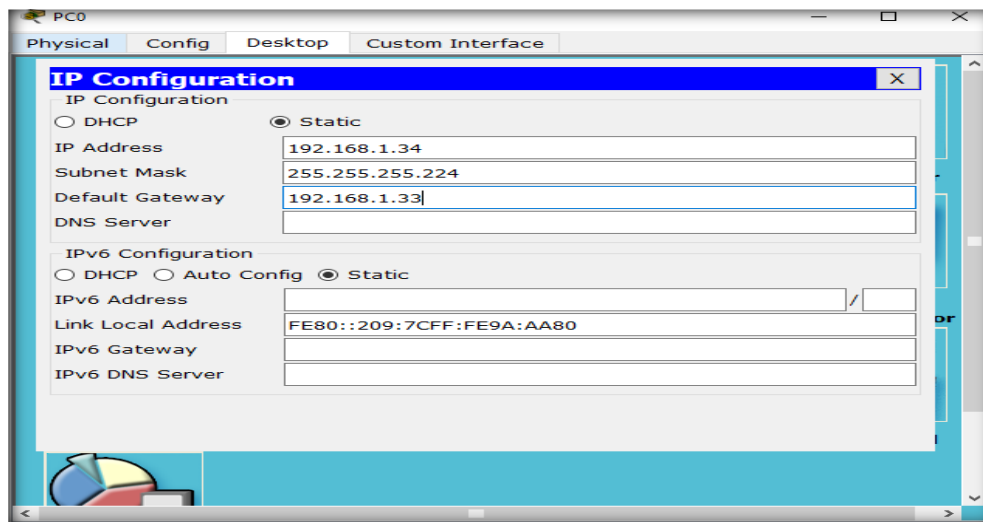 PC0
Physical Config Desktop Custom Interface
IP Configuration X
IP Configuration
DHCP Static
IP Address 192.168.1.34
Subnet Mask 255.255.255.224
Default Gateway 192.168.1.33
DNS Server
IPv6 Configuration
DHCP Auto Config Static
IPv6 Address /
Link Local Address FE80::209:7CFF:FE9A:AA80
IPv6 Gateway
IPv6 DNS Server